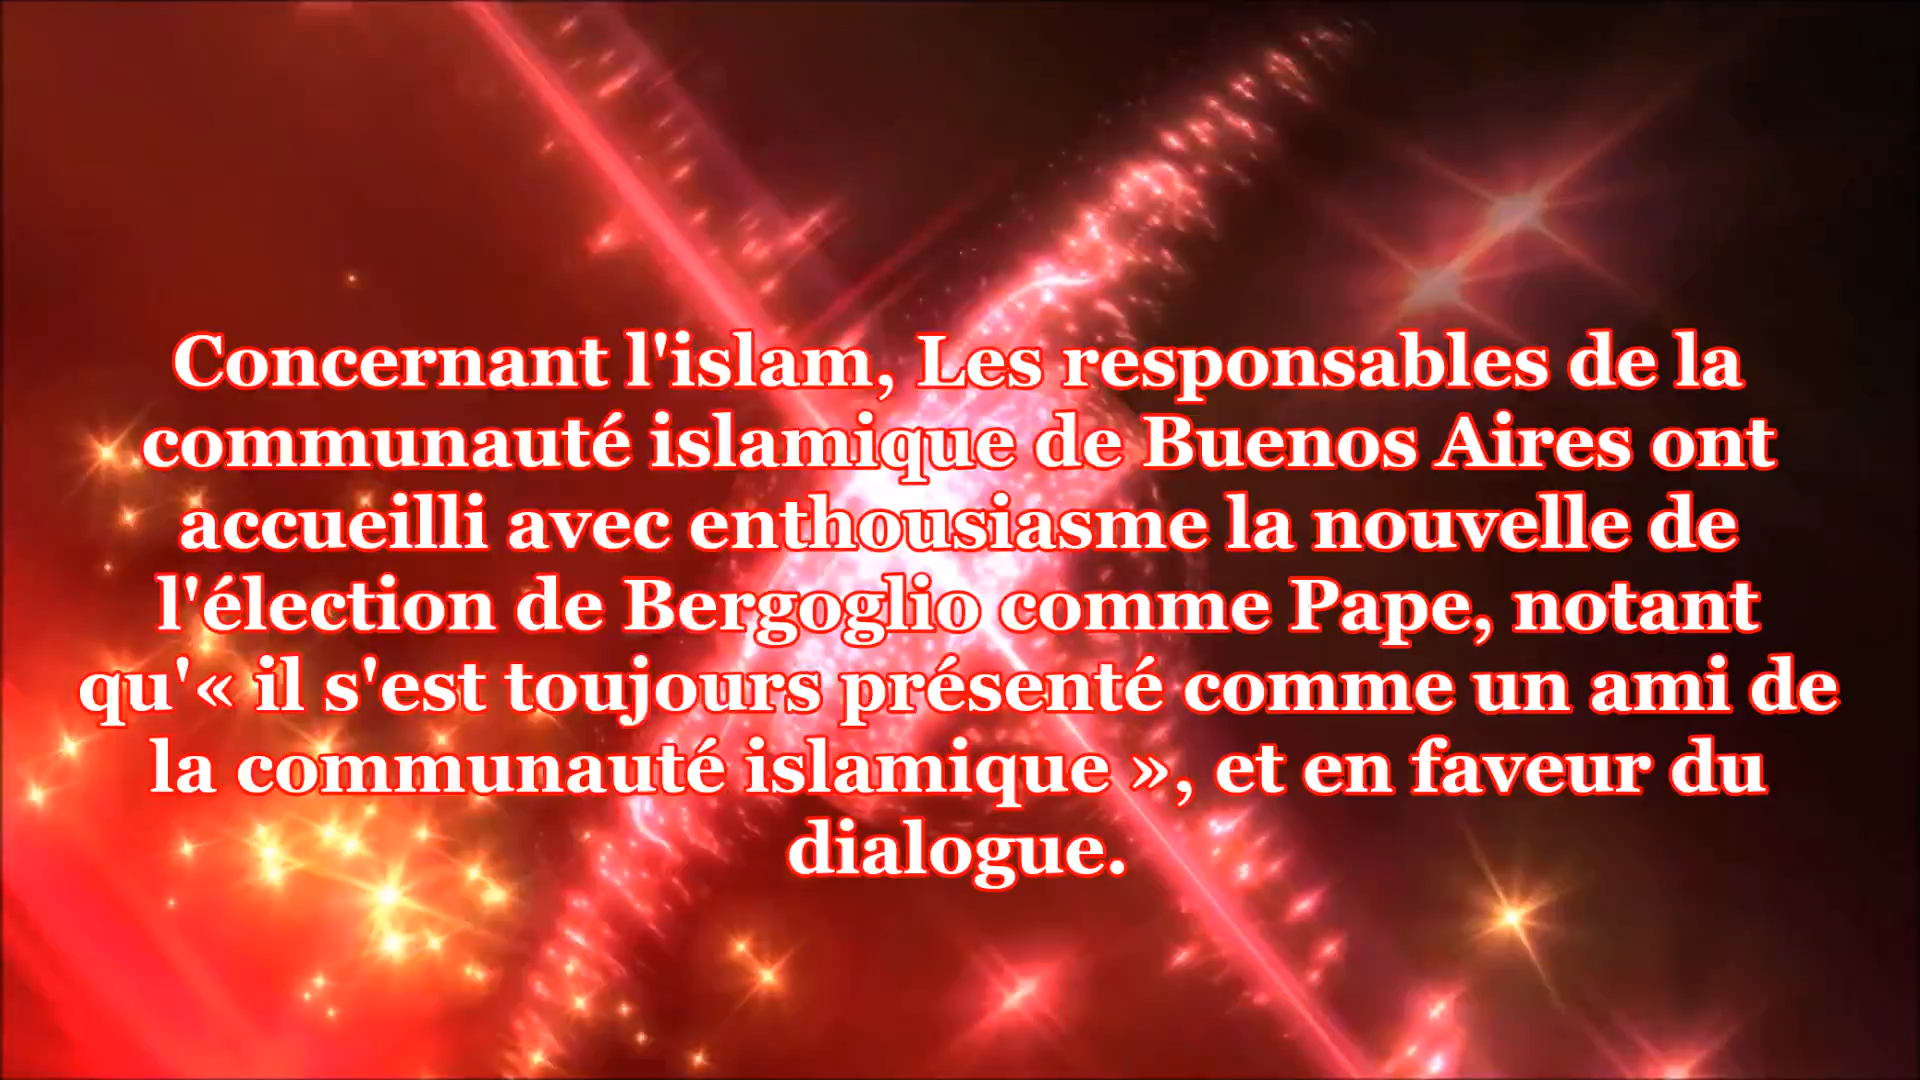 Concernant l'islam, Les responsables de la
communauté islamique de Buenos Aires ont
accueilli avec enthousiasme la nouvelle de
l'élection de Bergoglio comme Pape, notant
qu'« il s'est toujours présenté comme un ami de
la communauté islamique », et en faveur du
dialogue.